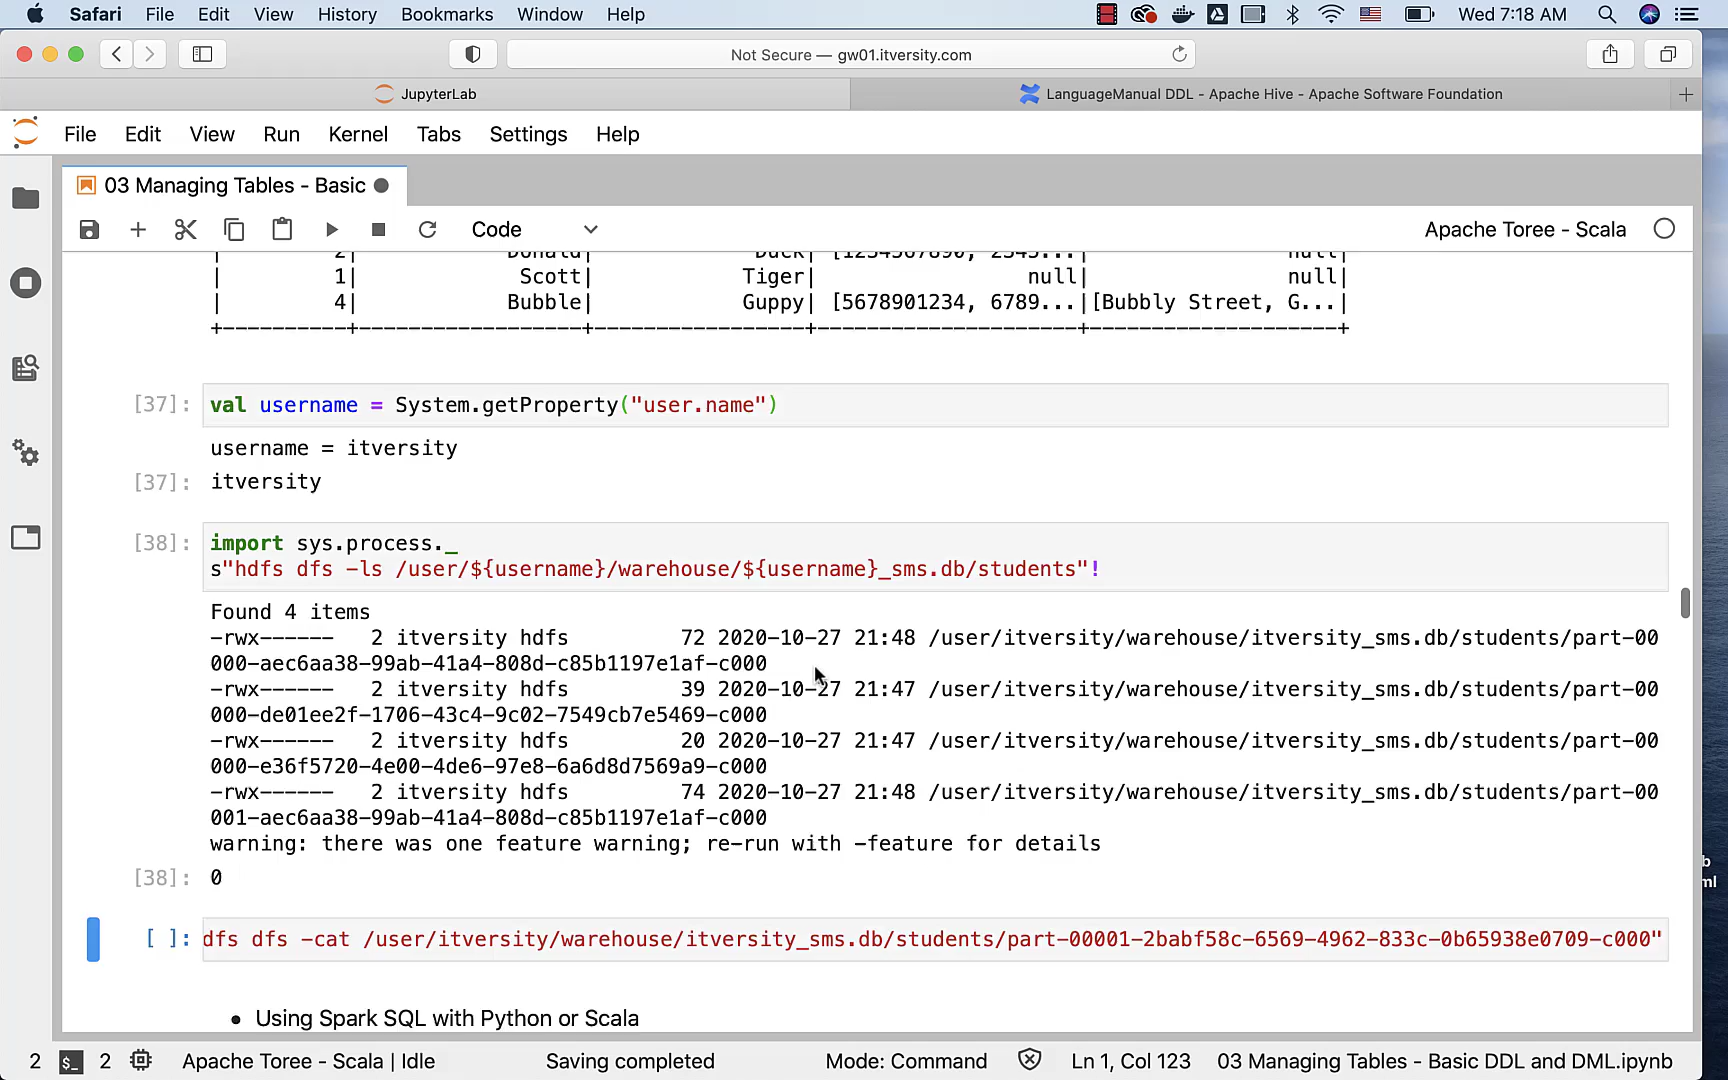 Safari File Edit View History Bookmarks Window Help Wed 7:18 AM
Not Secure — gw01.itversity.com
JupyterLab
LanguageManual DDL - Apache Hive - Apache Software Foundation
File Edit View Run Kernel Tabs Settings Help
03 Managing Tables - Basic
Code
Apache Toree - Scala
| 2| Donald| Duck| [1234567890, 2345...| null|
| 1| Scott| Tiger| null| null|
| 4| Bubble| Guppy| [5678901234, 6789...|[Bubbly Street, G...|
+----------+--------------------+--------------------+--------------------+--------------------+
[37]: val username = System.getProperty("user.name")
username = itversity
[37]: itversity
[38]: import sys.process._
s"hdfs dfs -ls /user/${username}/warehouse/${username}_sms.db/students"!
Found 4 items
-rwx------ 2 itversity hdfs 72 2020-10-27 21:48 /user/itversity/warehouse/itversity_sms.db/students/part-00
000-aec6aa38-99ab-41a4-808d-c85b1197e1af-c000
-rwx------ 2 itversity hdfs 39 2020-10-27 21:47 /user/itversity/warehouse/itversity_sms.db/students/part-00
000-de01ee2f-1706-43c4-9c02-7549cb7e5469-c000
-rwx------ 2 itversity hdfs 20 2020-10-27 21:47 /user/itversity/warehouse/itversity_sms.db/students/part-00
000-e36f5720-4e00-4de6-97e8-6a6d8d7569a9-c000
-rwx------ 2 itversity hdfs 74 2020-10-27 21:48 /user/itversity/warehouse/itversity_sms.db/students/part-00
001-aec6aa38-99ab-41a4-808d-c85b1197e1af-c000
warning: there was one feature warning; re-run with -feature for details
[38]: 0
[ ]: dfs dfs -cat /user/itversity/warehouse/itversity_sms.db/students/part-00001-2babf58c-6569-4962-833c-0b65938e0709-c000"
• Using Spark SQL with Python or Scala
2 $_ 2 Apache Toree - Scala | Idle Saving completed Mode: Command Ln 1, Col 123 03 Managing Tables - Basic DDL and DML.ipynb